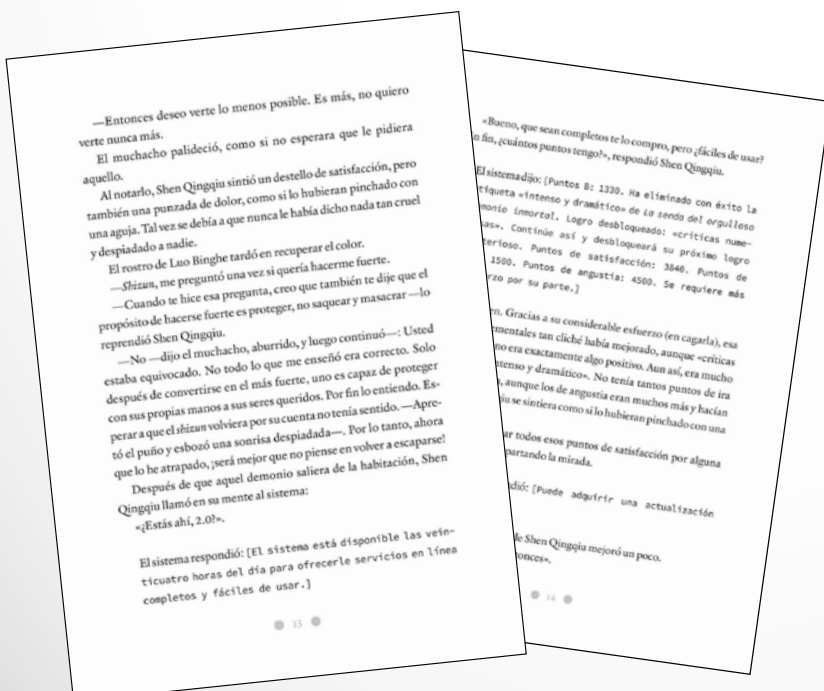 —Entonces deseo verte lo menos posible. Es más, no quiero
verte nunca más.
El muchacho palideció, como si no esperara que le pidiera
aquello.
Al notarlo, Shen Qingqiu sintió un destello de satisfacción, pero
también una punzada de dolor, como si lo hubieran pinchado con
una aguja. Tal vez se debía a que nunca le había dicho nada tan cruel
y despiadado a nadie.
El rostro de Luo Binghe tardó en recuperar el color.
—Shizun, me preguntó una vez si quería hacerme fuerte.
—Cuando te hice esa pregunta, creo que también te dije que el
propósito de hacerse fuerte es proteger, no saquear y masacrar —lo
reprendió Shen Qingqiu.
—No —dijo el muchacho, aburrido, y luego continuó—: Usted
estaba equivocado. No todo lo que me enseñó era correcto. Solo
después de convertirse en el más fuerte, uno es capaz de proteger
con sus propias manos a sus seres queridos. Por fin lo entiendo. Es-
perar a que el shizun volviera por su cuenta no tenía sentido. —Apre-
tó el puño y esbozó una sonrisa despiadada—. Por lo tanto, ahora
que lo he atrapado, ¡será mejor que no piense en volver a escaparse!
Después de que aquel demonio saliera de la habitación, Shen
Qingqiu llamó en su mente al sistema:
«¿Estás ahí, 2.0?».
El sistema respondió: [El sistema está disponible las vein-
ticuatro horas del día para ofrecerle servicios en línea
completos y fáciles de usar.]
13
«Bueno, que sean completos te lo compro, pero ¿fáciles de usar?
fin, ¿cuántos puntos tengo?», respondió Shen Qingqiu.
El sistema dijo: [Puntos B: 1330. Ha eliminado con éxito la
tiqueta «intenso y dramático» de La senda del orgulloso
monio inmortal. Logro desbloqueado: «críticas nume-
sas». Continúe así y desbloqueará su próximo logro
terioso. Puntos de satisfacción: 3840. Puntos de
1500. Puntos de angustia: 4500. Se requiere más
rzo por su parte.]
en. Gracias a su considerable esfuerzo (en cagarla), esa
mentales tan cliché había mejorado, aunque «críticas
no era exactamente algo positivo. Aun así, era mucho
tenso y dramático». No tenía tantos puntos de ira
, aunque los de angustia eran muchos más y hacían
iu se sintiera como si lo hubieran pinchado con una
ar todos esos puntos de satisfacción por alguna
partando la mirada.
dió: [Puede adquirir una actualización
de Shen Qingqiu mejoró un poco.
tonces».
14